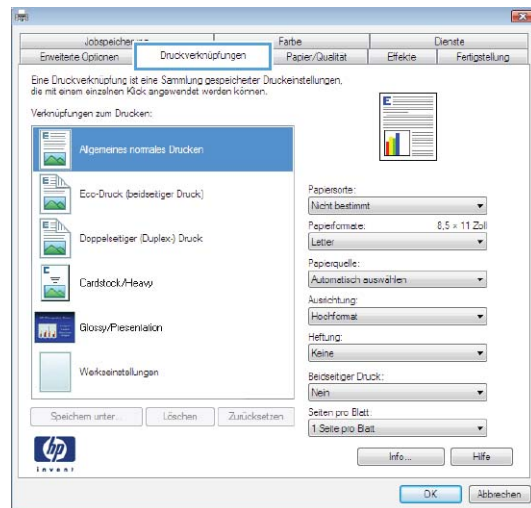 Jobspeicherung Farbe Dienste
Erweiterte Optionen Druckverknüpfungen Papier/Qualität Effekte Fertigstellung
Eine Druckverknüpfung ist eine Sammlung gespeicherter Druckeinstellungen,
die mit einem einzelnen Klick angewendet werden können.
Verknüpfungen zum Drucken:
Allgemeines normales Drucken
Eco-Druck (beidseitiger Druck)
Doppelseitiger (Duplex-) Druck
Cardstock/Heavy
Glossy/Presentation
Werkseinstellungen
Speichern unter... Löschen Zurücksetzen
Papiersorte:
Nicht bestimmt
Papierformate: 8,5 × 11 Zoll
Letter
Papierquelle:
Automatisch auswählen
Ausrichtung:
Hochformat
Heftung:
Keine
Beidseitiger Druck:
Nein
Seiten pro Blatt:
1 Seite pro Blatt
hp
invent
Info... Hilfe
OK Abbrechen